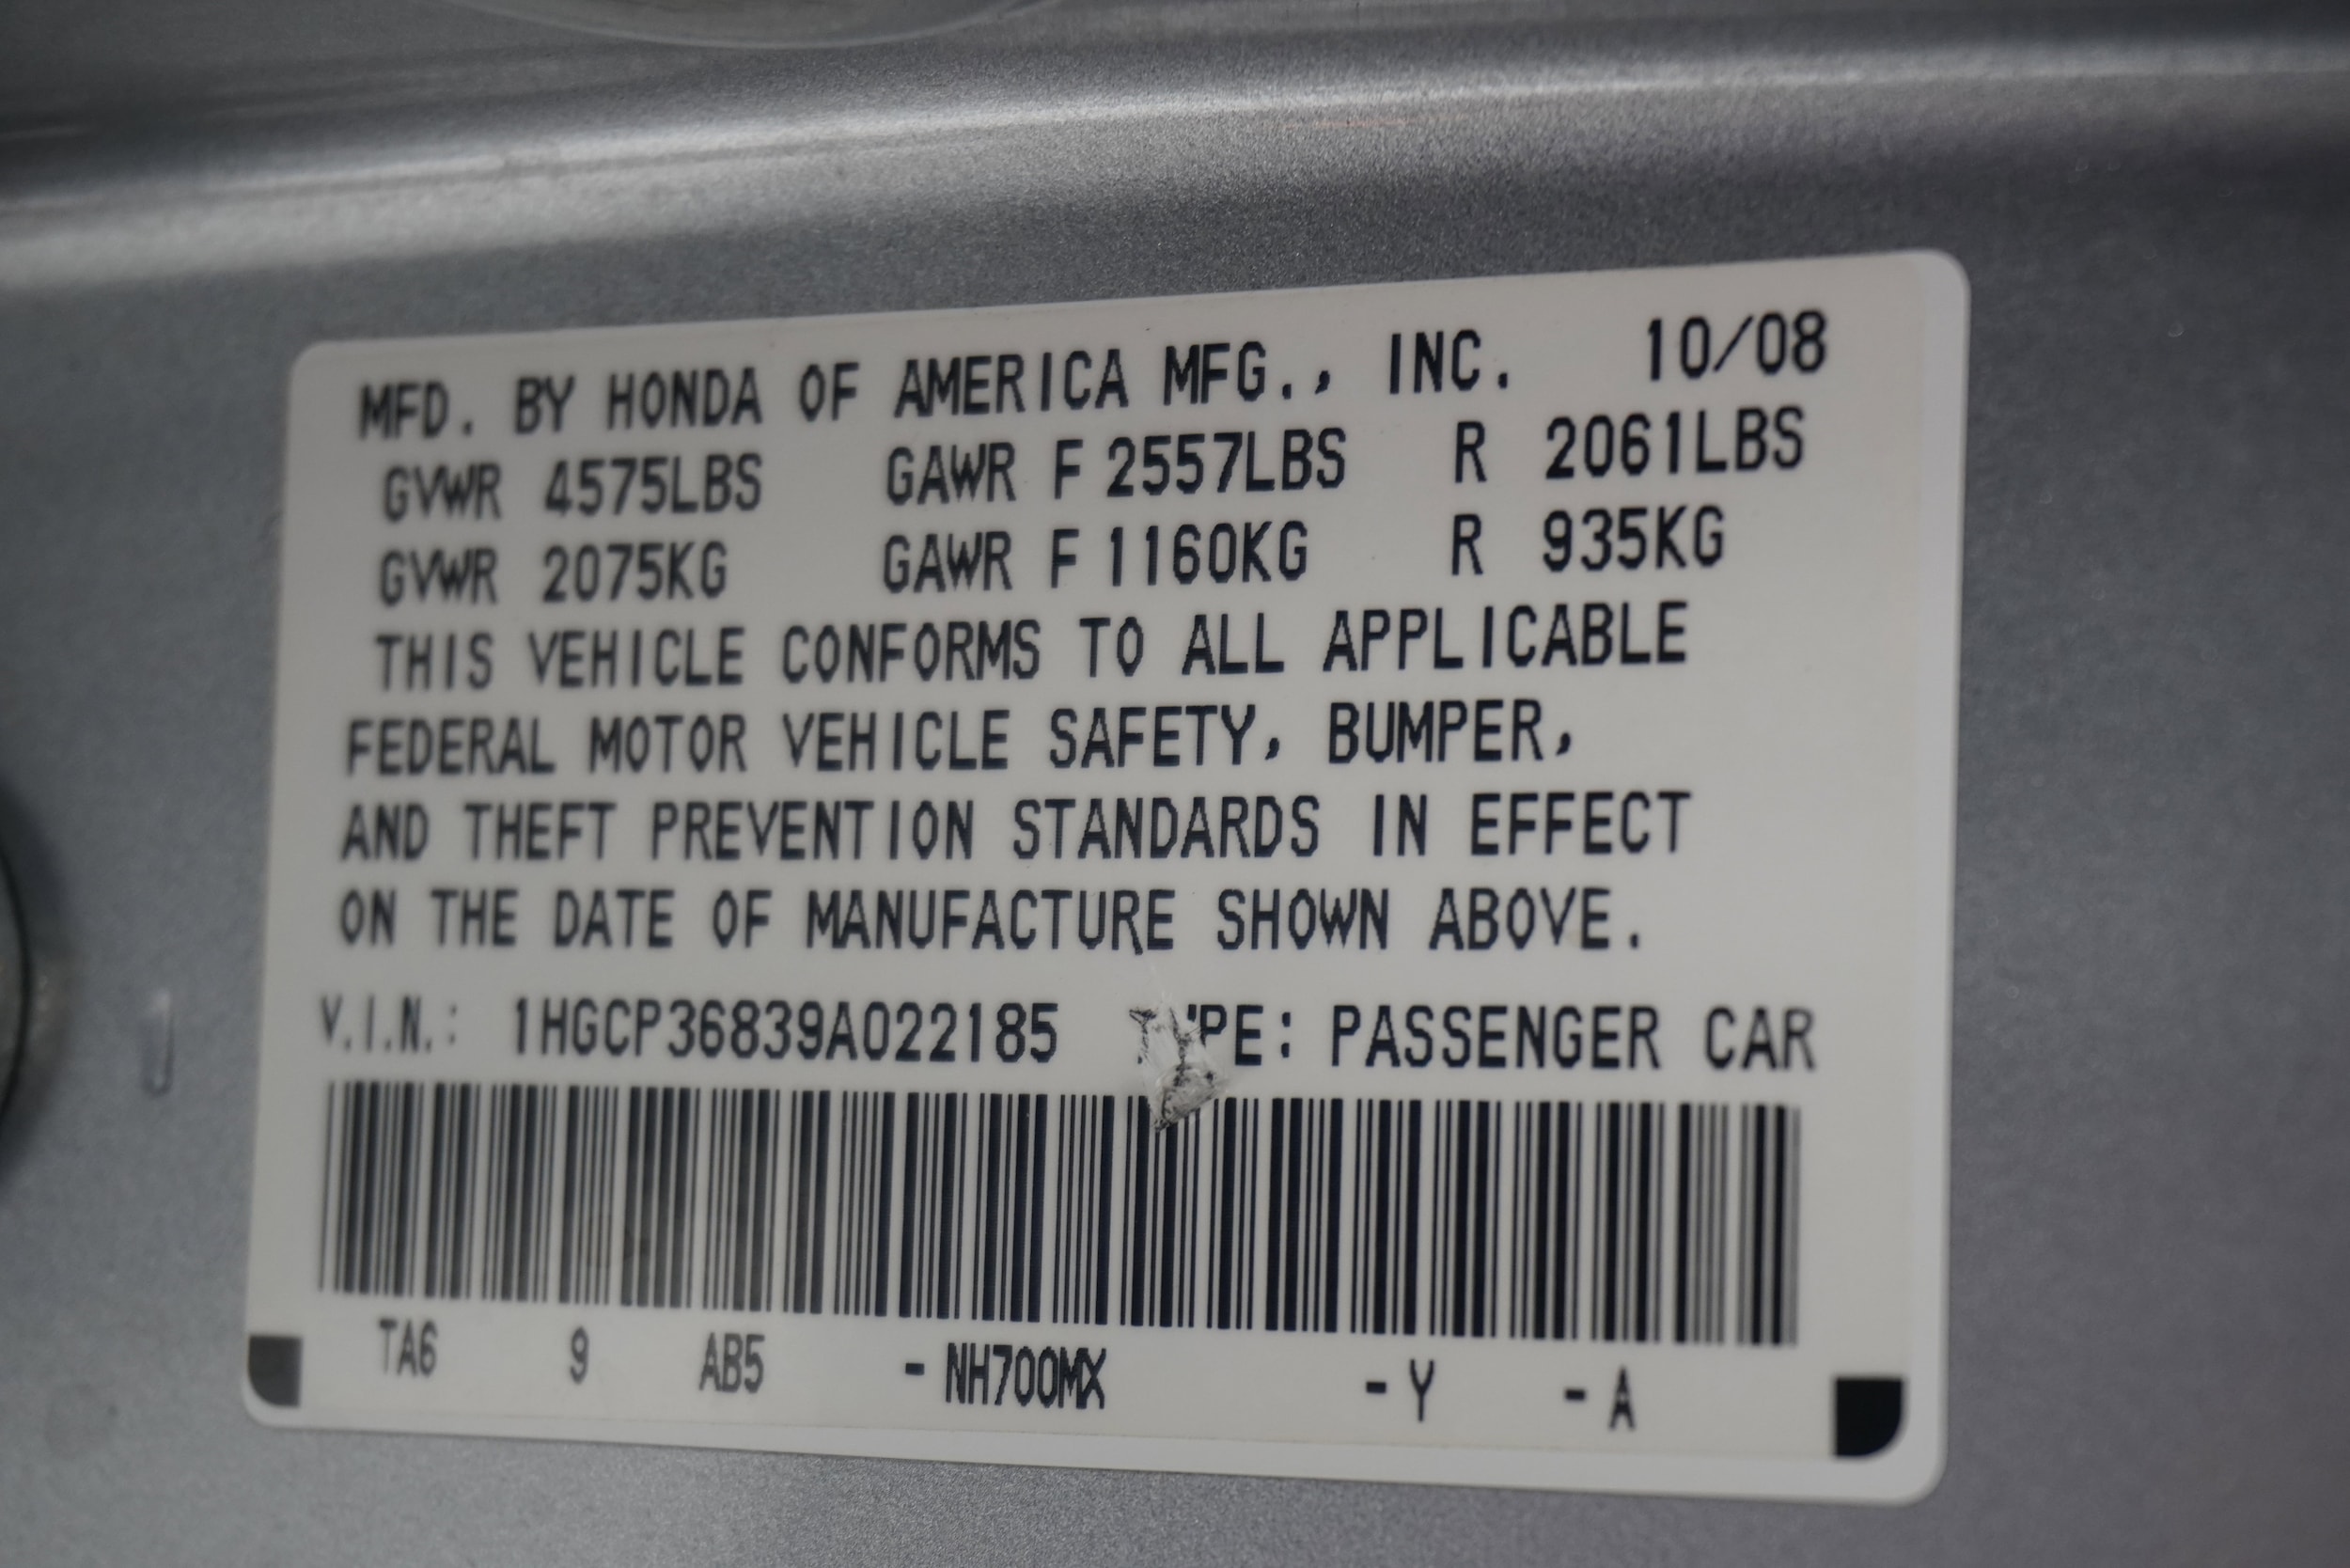 MFD. BY HONDA OF AMERICA MFG., INC. 10/08
GVWR 4575LBS GAWR F 2557LBS R 2061LBS
GVWR 2075KG GAWR F 1160KG R 935KG
THIS VEHICLE CONFORMS TO ALL APPLICABLE
FEDERAL MOTOR VEHICLE SAFETY, BUMPER,
AND THEFT PREVENTION STANDARDS IN EFFECT
ON THE DATE OF MANUFACTURE SHOWN ABOVE.
V.I.N.: 1HGCP36839A022185 PE: PASSENGER CAR
TA6 9 AB5 - NH700MX - Y - A